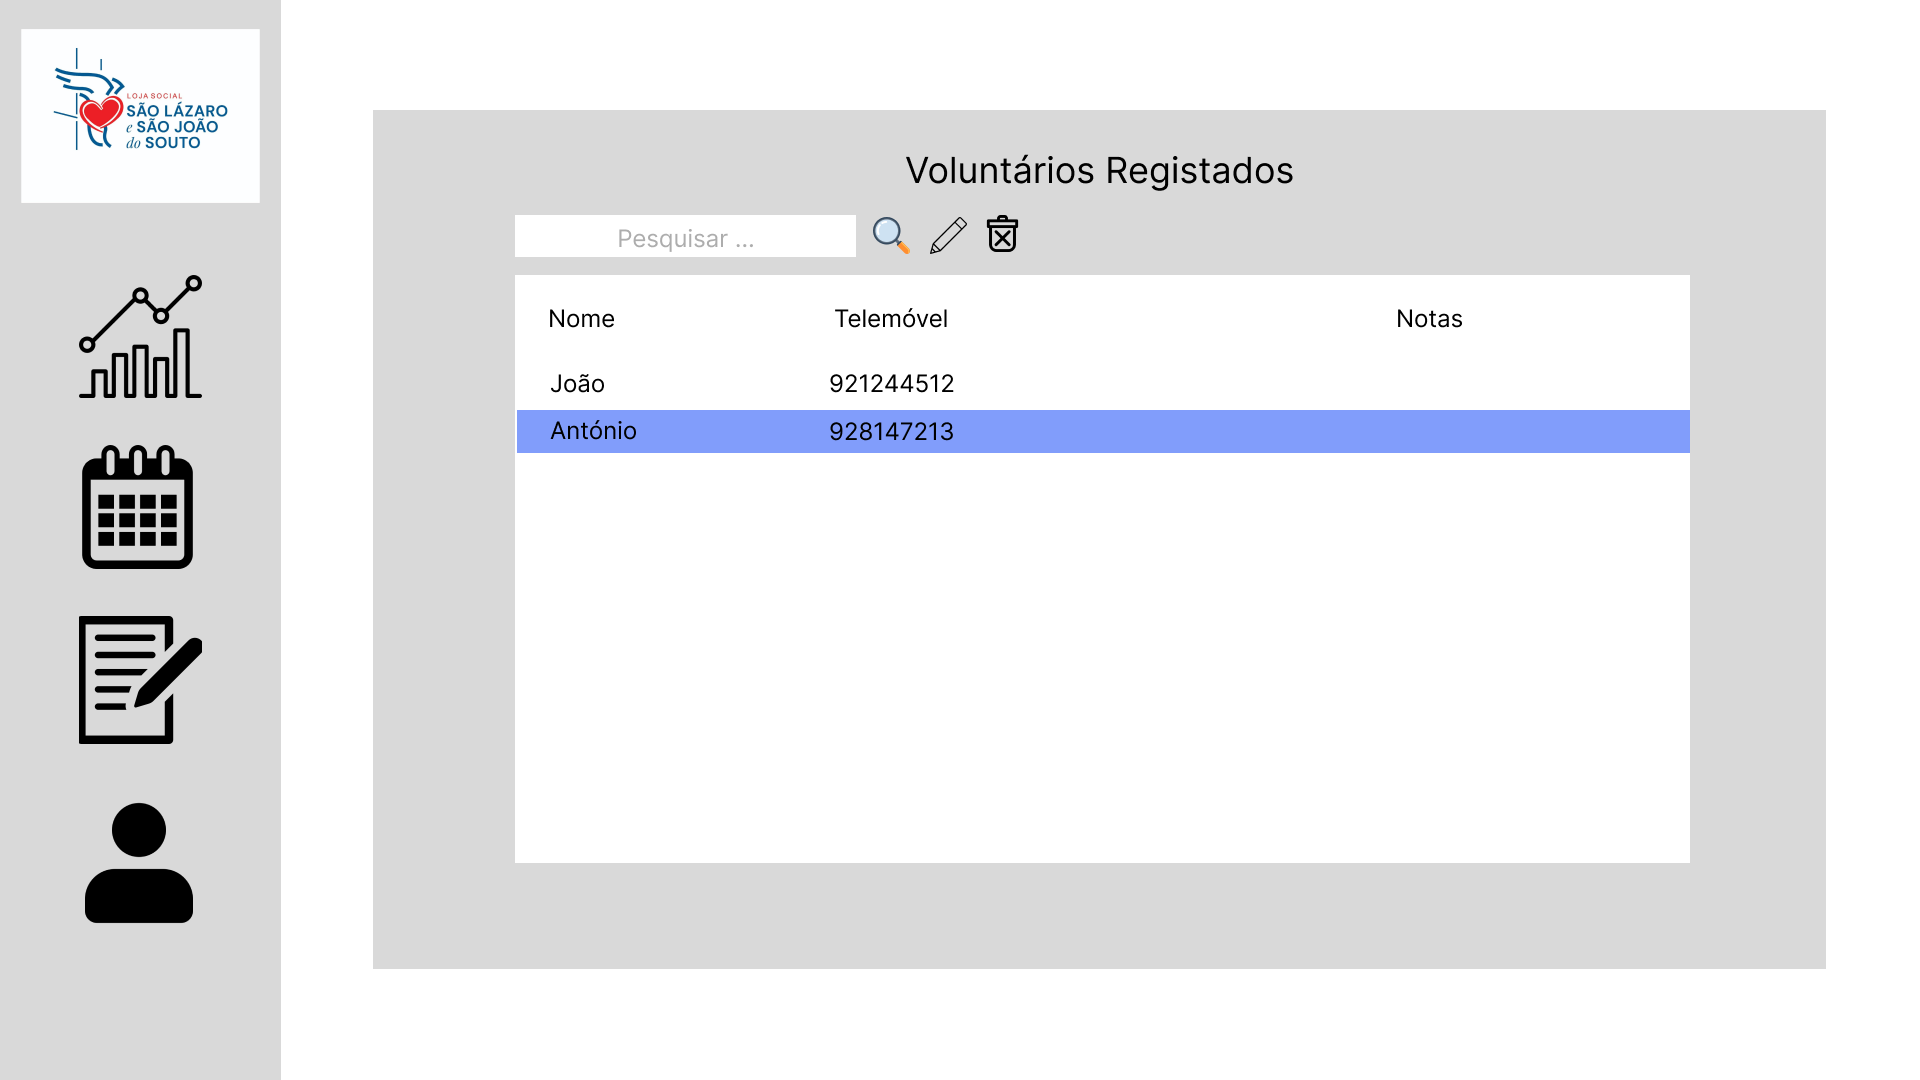 LOJA SOCIAL
SÃO LÁZARO
e SÃO JOÃO
do SOUTO
Voluntários Registados
Pesquisar ...
Nome Telemóvel Notas
João 921244512
António 928147213